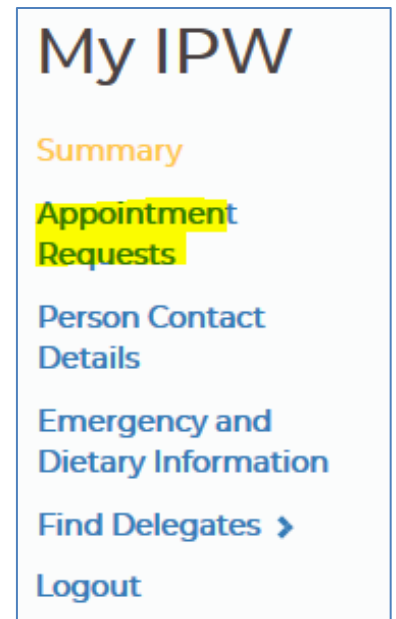 My IPW
Summary
Appointment
Requests
Person Contact
Details
Emergency and
Dietary Information
Find Delegates >
Logout